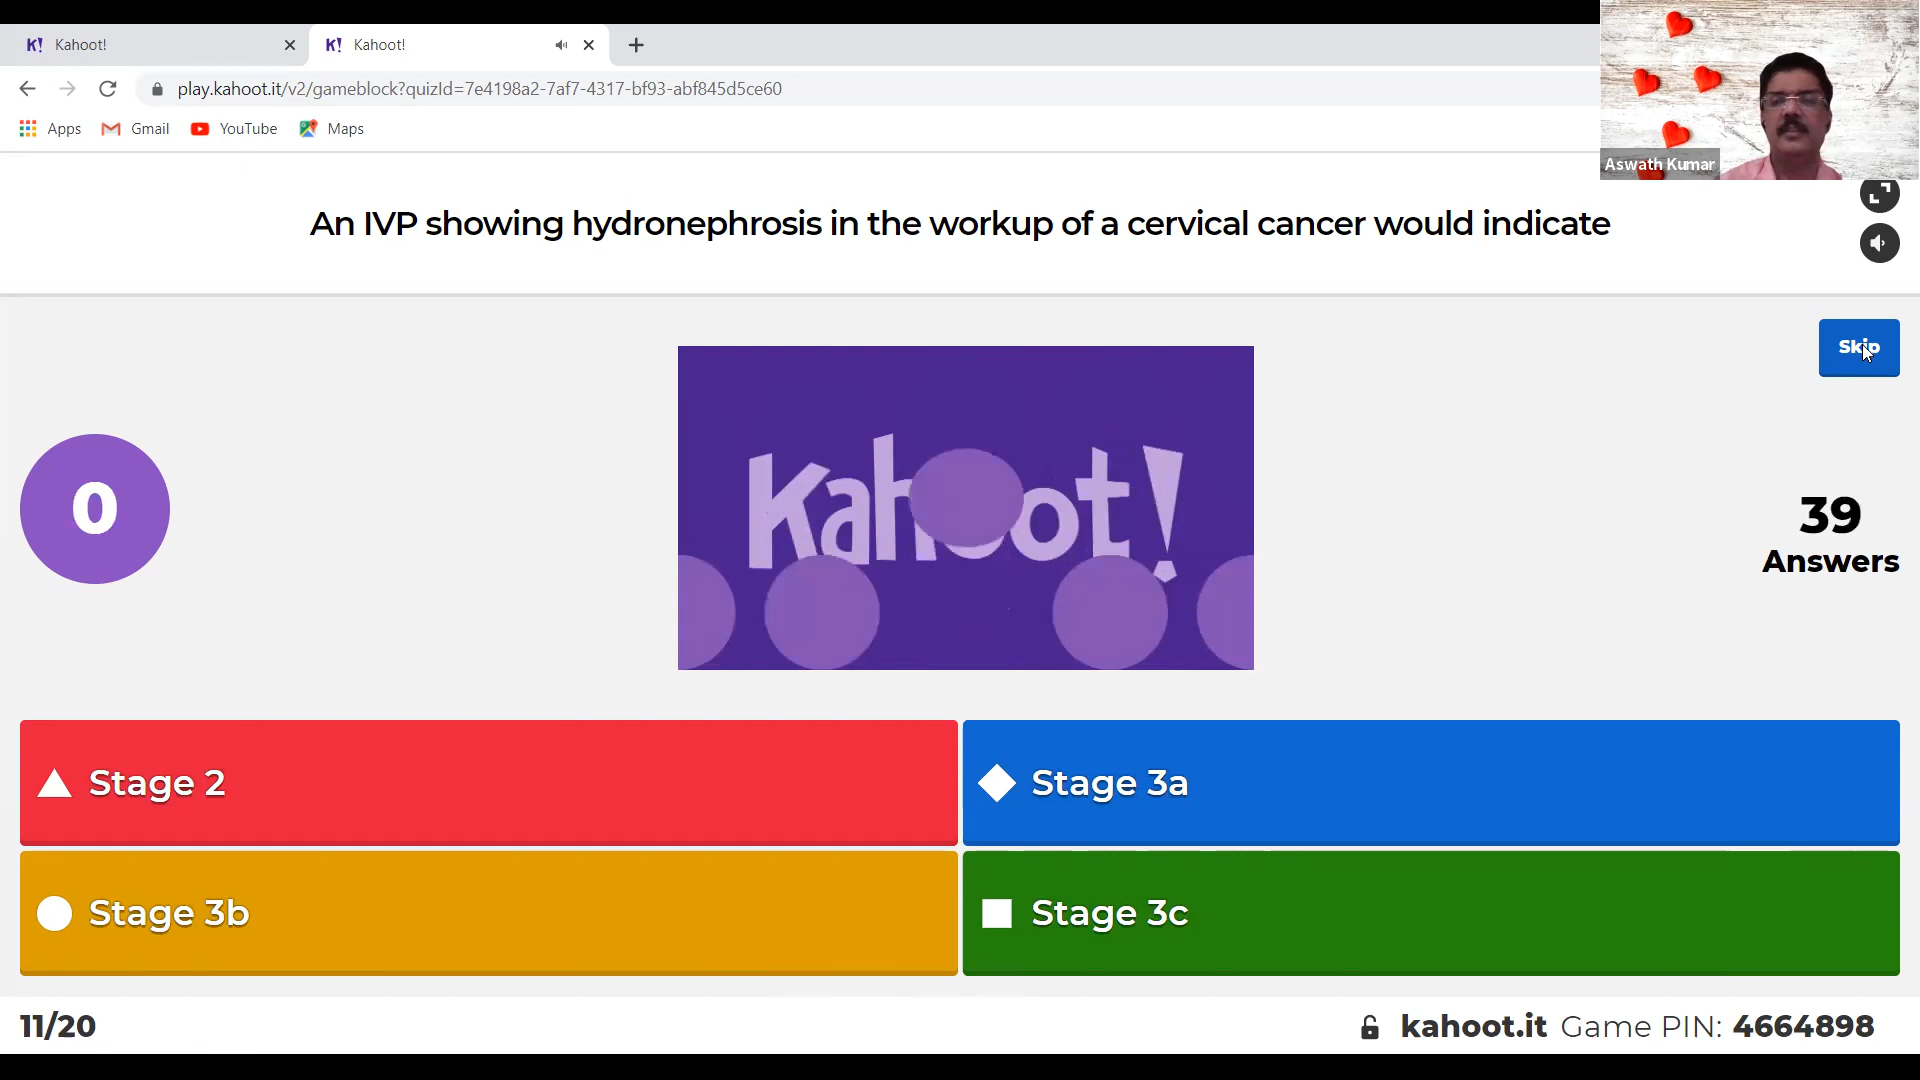 K! Kahoot!
K! Kahoot!
play.kahoot.it/v2/gameblock?quizId=7e4198a2-7af7-4317-bf93-abf845d5ce60
Apps Gmail YouTube Maps
Aswath Kumar
An IVP showing hydronephrosis in the workup of a cervical cancer would indicate
Skip
0
Kahoot!
39
Answers
Stage 2
Stage 3a
Stage 3b
Stage 3c
11/20
kahoot.it Game PIN: 4664898